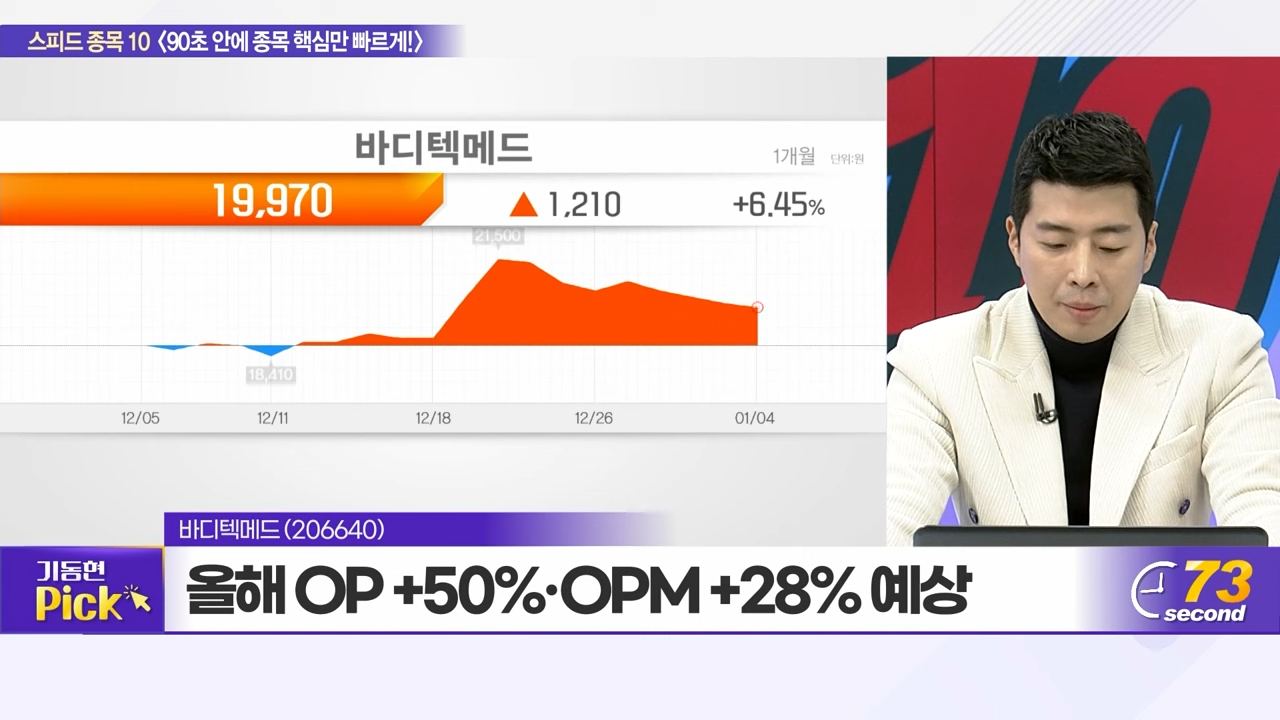 스피드 종목 10 〈90초 안에 종목 핵심만 빠르게!〉
바디텍메드
1개월 단위:원
19,970 ▲ 1,210 +6.45%
21,500
18,410
12/05 12/11 12/18 12/26 01/04
바디텍메드 (206640)
기동현
Pick
올해 OP +50%·OPM +28% 예상
73
second